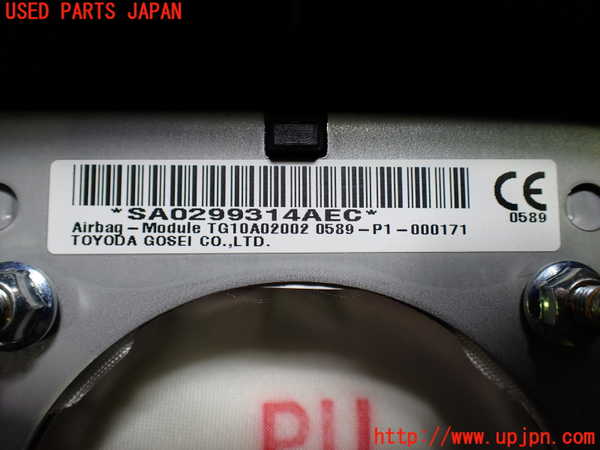 USED PARTS JAPAN
*SA0299314AEC*
Airbag-Module TG10A02002 0589-P1-000171
TOYODA GOSEI CO.,LTD.
CE
0589
http://www.upjpn.com/